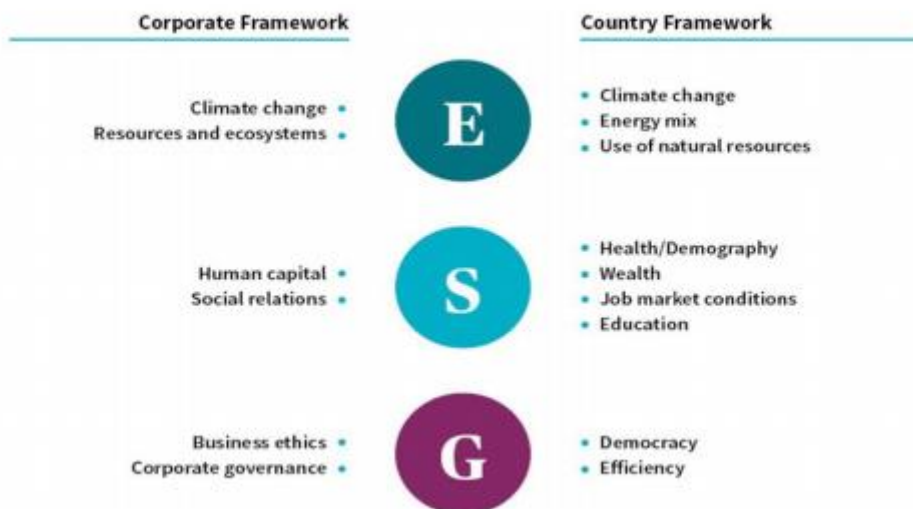 Corporate Framework
Country Framework
Climate change
Resources and ecosystems
E
Climate change
Energy mix
Use of natural resources
Human capital
Social relations
S
Health/Demography
Wealth
Job market conditions
Education
Business ethics
Corporate governance
G
Democracy
Efficiency